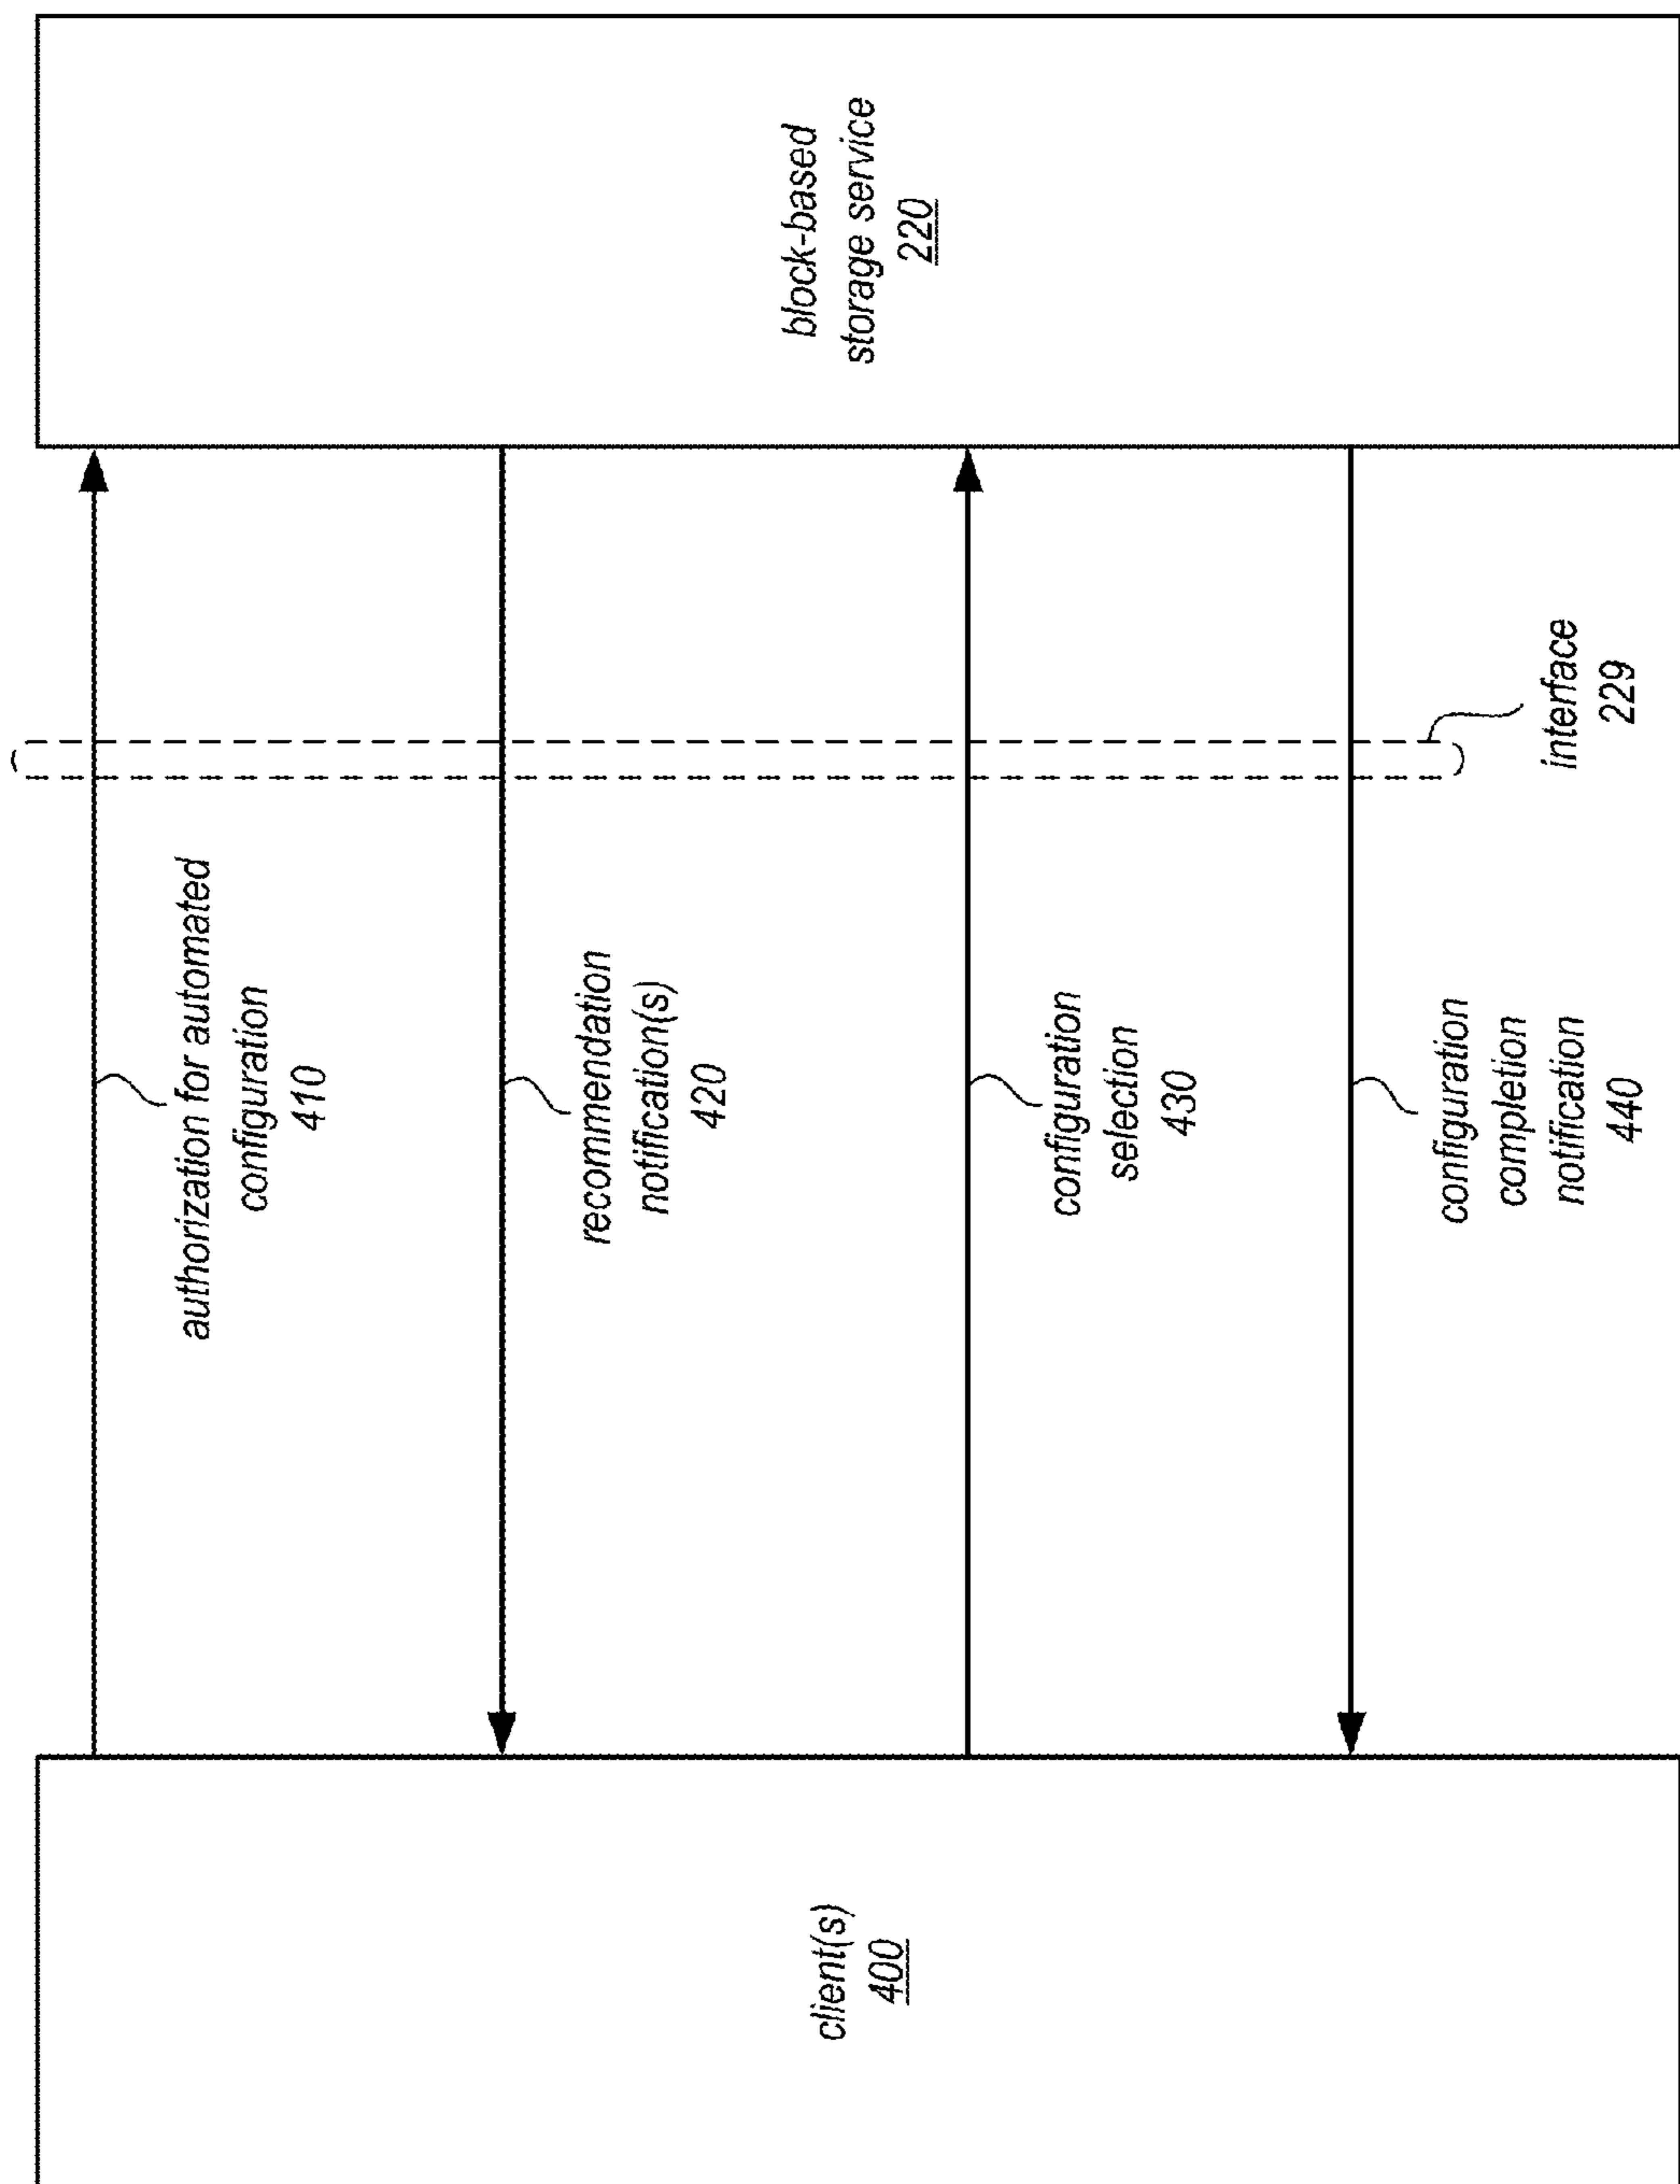 client(s)
400
authorization for automated
configuration
410
recommendation
notification(s)
420
configuration
selection
430
configuration
completion
notification
440
interface
229
block-based
storage service
220